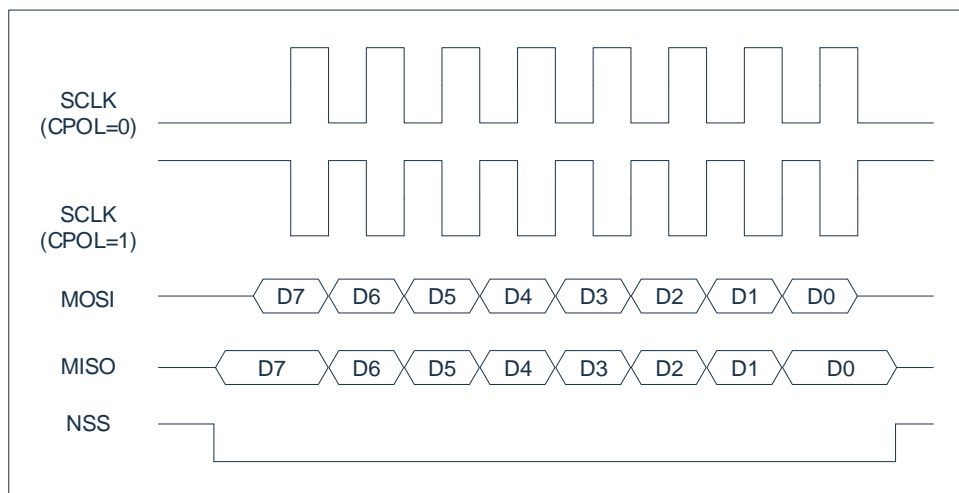 SCLK
(CPOL=0)
SCLK
(CPOL=1)
MOSI
D7 D6 D5 D4 D3 D2 D1 D0
MISO
D7 D6 D5 D4 D3 D2 D1 D0
NSS